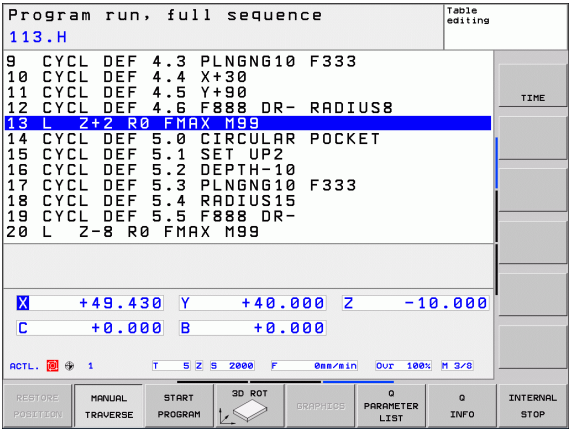 Program run, full sequence
Table editing
113.H
9 CYCL DEF 4.3 PLNGNG10 F333
10 CYCL DEF 4.4 X+30
11 CYCL DEF 4.5 Y+90
12 CYCL DEF 4.6 F888 DR- RADIUS8
13 L Z+2 R0 FMAX M99
14 CYCL DEF 5.0 CIRCULAR POCKET
15 CYCL DEF 5.1 SET UP2
16 CYCL DEF 5.2 DEPTH-10
17 CYCL DEF 5.3 PLNGNG10 F333
18 CYCL DEF 5.4 RADIUS15
19 CYCL DEF 5.5 F888 DR-
20 L Z-8 R0 FMAX M99
TIME
X +49.430 Y +40.000 Z -10.000
C +0.000 B +0.000
ACTL. 1 T 5 Z S 2000 F 0mm/min Ovr 100% M 3/8
RESTORE POSITION
MANUAL TRAVERSE
START PROGRAM
3D ROT
GRAPHICS
Q PARAMETER LIST
Q INFO
INTERNAL STOP